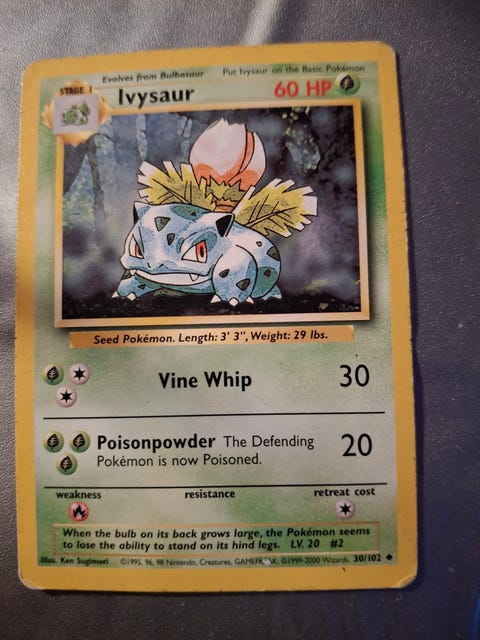 Evolves from Bulbasaur Put Ivysaur on the Basic Pokémon
STAGE 1 Ivysaur 60 HP
Seed Pokémon. Length: 3' 3", Weight: 29 lbs.
Vine Whip 30
Poisonpowder The Defending 20
Pokémon is now Poisoned.
weakness resistance retreat cost
When the bulb on its back grows large, the Pokémon seems
to lose the ability to stand on its hind legs. LV. 20 #2
Illus. Ken Sugimori ©1995, 96, 98 Nintendo, Creatures, GAMEFREAK. ©1999-2000 Wizards. 30/102